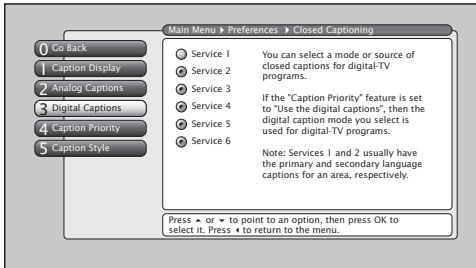 Main Menu ▶ Preferences ▶ Closed Captioning
0 Go Back
1 Caption Display
2 Analog Captions
3 Digital Captions
4 Caption Priority
5 Caption Style
Service 1
Service 2
Service 3
Service 4
Service 5
Service 6
You can select a mode or source of
closed captions for digital-TV
programs.
If the "Caption Priority" feature is set
to "Use the digital captions", then the
digital caption mode you select is
used for digital-TV programs.
Note: Services 1 and 2 usually have
the primary and secondary language
captions for an area, respectively.
Press ▲ or ▼ to point to an option, then press OK to
select it. Press ◀ to return to the menu.